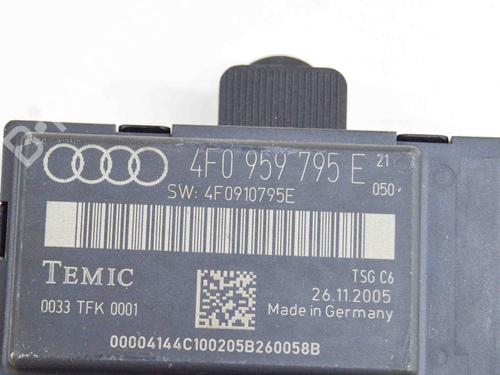 4F0 959 795 E 21
050
SW: 4F0910795E
TEMIC
TSG C6
26.11.2005
0033 TFK 0001
Made in Germany
00004144C100205B260058B